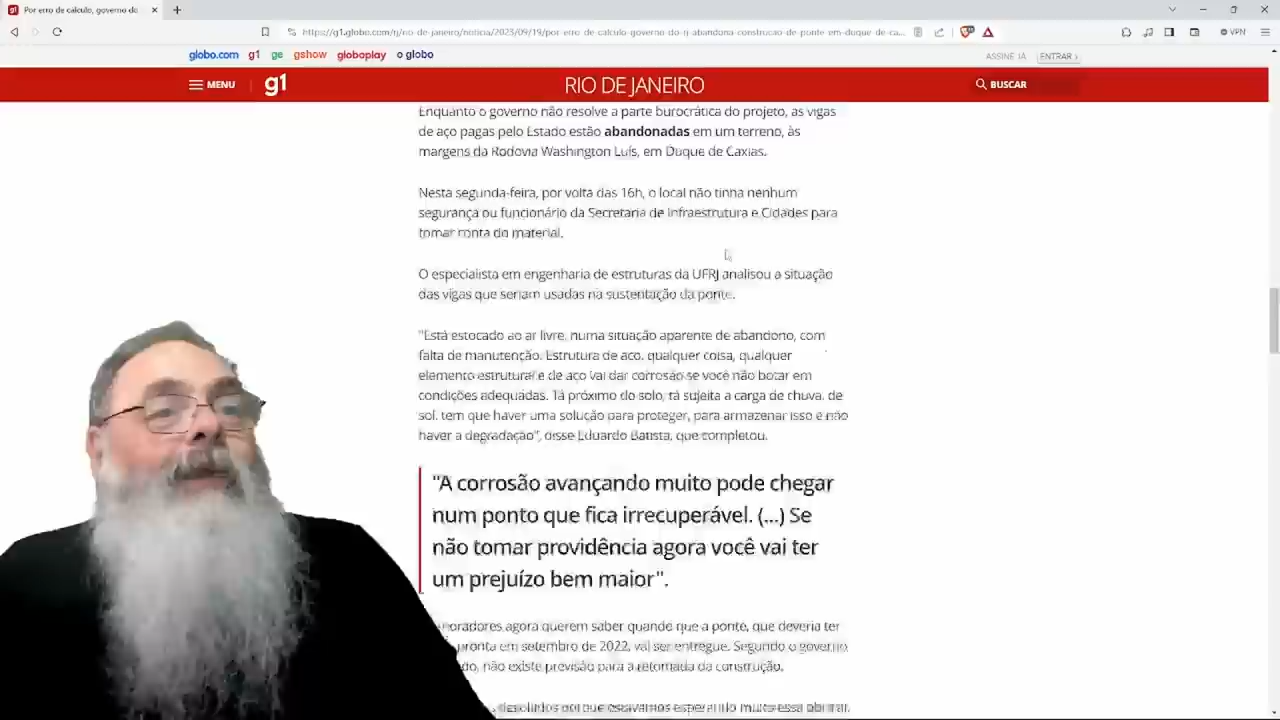 g1 Por erro de cálculo, governo do
https://g1.globo.com/rj/rio-de-janeiro/noticia/2023/09/19/por-erro-de-calculo-governo-do-rj-abandona-construcao-de-ponte-em-duque-de-ca...
VPN
globo.com g1 ge gshow globoplay o globo
ASSINE JÁ ENTRAR ›
MENU g1 RIO DE JANEIRO BUSCAR
Enquanto o governo não resolve a parte burocrática do projeto, as vigas
de aço pagas pelo Estado estão abandonadas em um terreno, às
margens da Rodovia Washington Luís, em Duque de Caxias.
Nesta segunda-feira, por volta das 16h, o local não tinha nenhum
segurança ou funcionário da Secretaria de Infraestrutura e Cidades para
tomar conta do material.
O especialista em engenharia de estruturas da UFRJ analisou a situação
das vigas que seriam usadas na sustentação da ponte.
"Está estocado ao ar livre, numa situação aparente de abandono, com
falta de manutenção. Estrutura de aço, qualquer coisa, qualquer
elemento estrutural e de aço vai dar corrosão se você não botar em
condições adequadas. Tá próximo do solo, tá sujeita a carga de chuva, de
sol, tem que haver uma solução para proteger, para armazenar isso e não
haver a degradação", disse Eduardo Batista, que completou.
"A corrosão avançando muito pode chegar
num ponto que fica irrecuperável. (...) Se
não tomar providência agora você vai ter
um prejuízo bem maior".
moradores agora querem saber quando que a ponte, que deveria ter
pronta em setembro de 2022, vai ser entregue. Segundo o governo
do, não existe previsão para a retomada da construção.
porque estávamos esperando muito essa obra